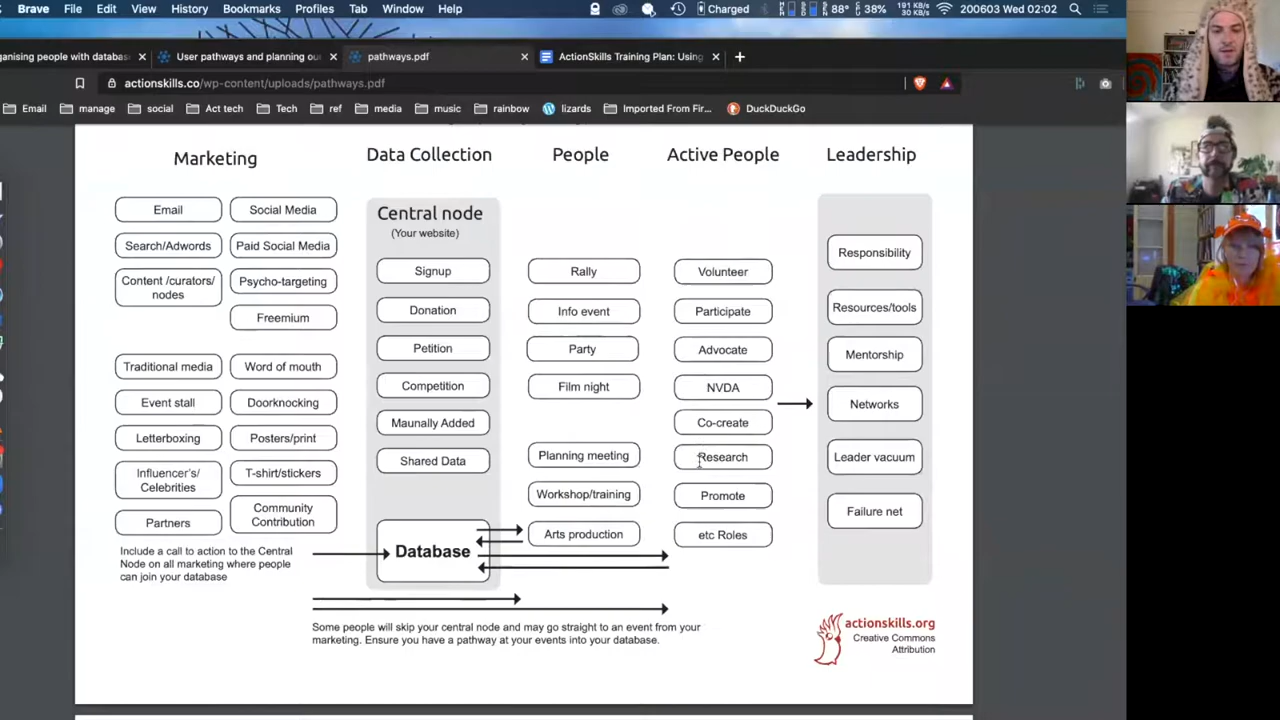 Brave File Edit View History Bookmarks Profiles Tab Window Help Charged 191 KB/s 30 KB/s 88° 38% 200603 Wed 02:02
ganising people with databas User pathways and planning ou pathways.pdf ActionSkills Training Plan: Using
actionskills.co/wp-content/uploads/pathways.pdf
Email manage social Act tech Tech ref media music rainbow lizards Imported From Fir... DuckDuckGo
Marketing
Email Social Media
Search/Adwords Paid Social Media
Content /curators/
nodes
Psycho-targeting
Freemium
Traditional media Word of mouth
Event stall Doorknocking
Letterboxing Posters/print
Influencer's/
Celebrities
T-shirt/stickers
Partners
Community
Contribution
Include a call to action to the Central
Node on all marketing where people
can join your database
Data Collection
Central node
(Your website)
Signup
Donation
Petition
Competition
Maunally Added
Shared Data
Database
People
Rally
Info event
Party
Film night
Planning meeting
Workshop/training
Arts production
Active People
Volunteer
Participate
Advocate
NVDA
Co-create
Research
Promote
etc Roles
Leadership
Responsibility
Resources/tools
Mentorship
Networks
Leader vacuum
Failure net
Some people will skip your central node and may go straight to an event from your
marketing. Ensure you have a pathway at your events into your database.
actionskills.org
Creative Commons
Attribution